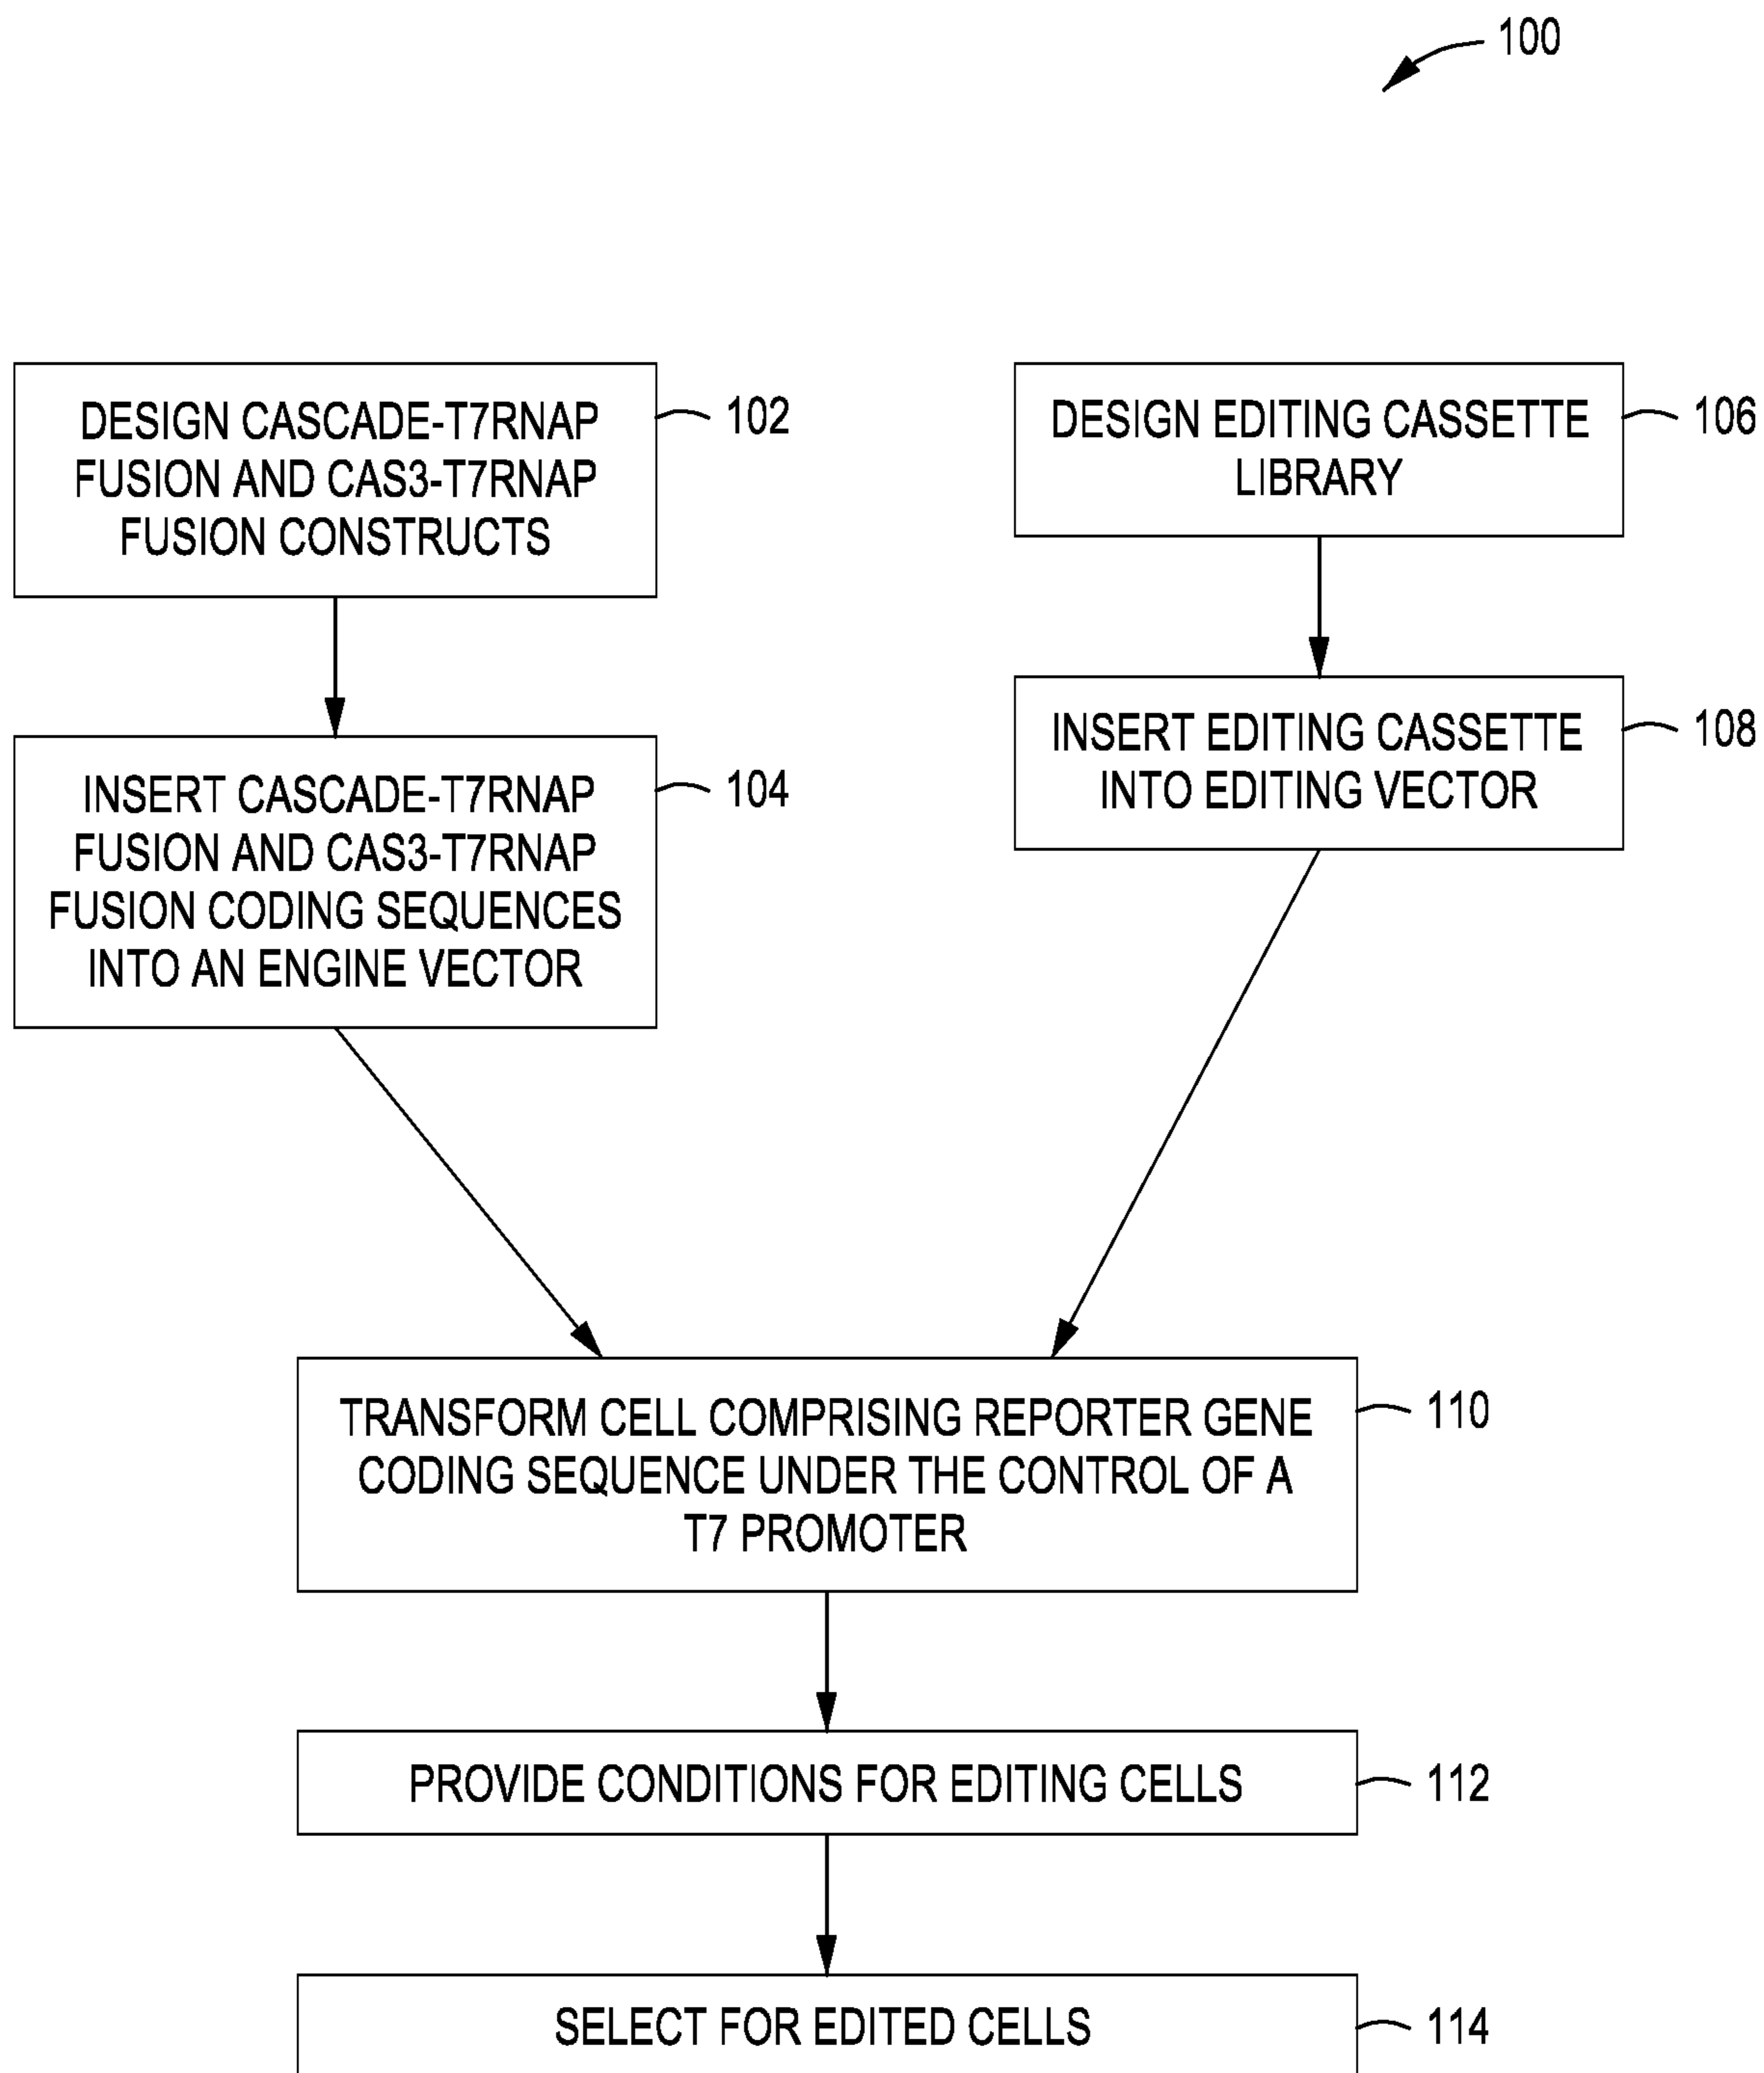 100
DESIGN CASCADE-T7RNAP
FUSION AND CAS3-T7RNAP
FUSION CONSTRUCTS
102
INSERT CASCADE-T7RNAP
FUSION AND CAS3-T7RNAP
FUSION CODING SEQUENCES
INTO AN ENGINE VECTOR
104
DESIGN EDITING CASSETTE
LIBRARY
106
INSERT EDITING CASSETTE
INTO EDITING VECTOR
108
TRANSFORM CELL COMPRISING REPORTER GENE
CODING SEQUENCE UNDER THE CONTROL OF A
T7 PROMOTER
110
PROVIDE CONDITIONS FOR EDITING CELLS
112
SELECT FOR EDITED CELLS
114